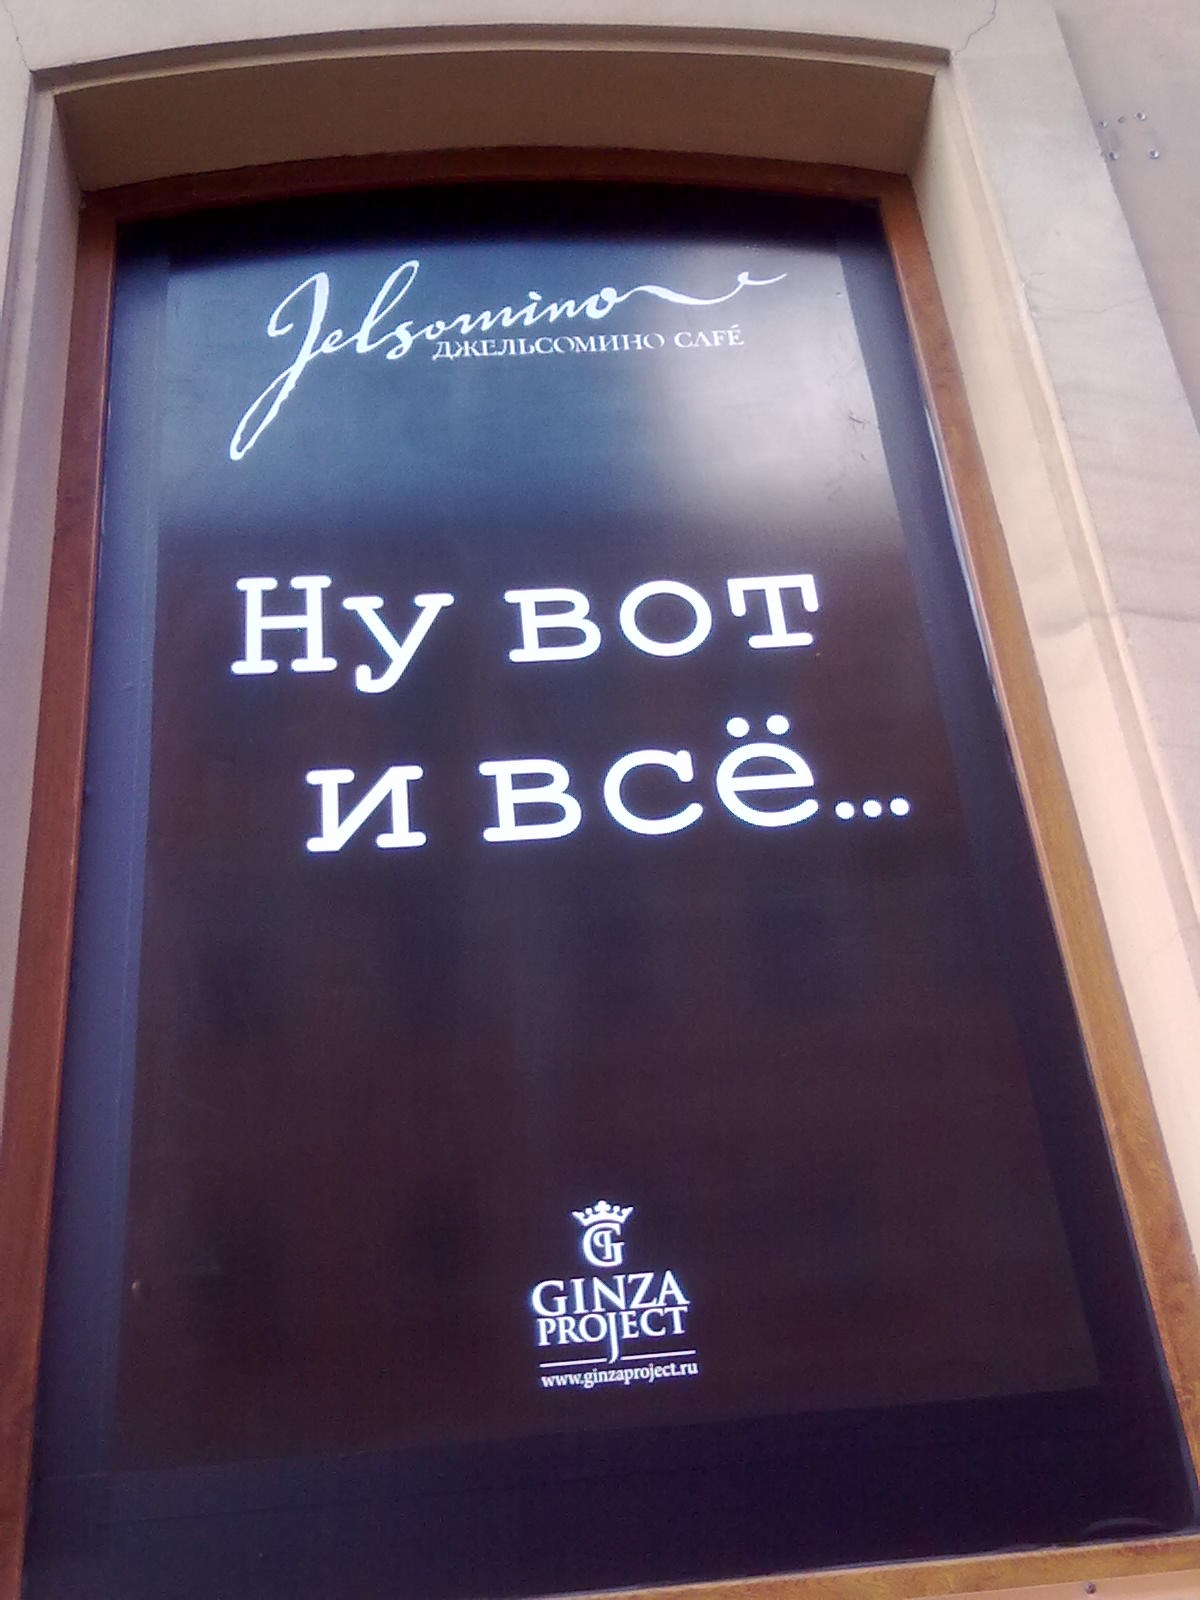 Jelsomino
ДЖЕЛЬСОМИНО CAFÉ
Ну вот
и всё...
GINZA
PROJECT
www.ginzaproject.ru